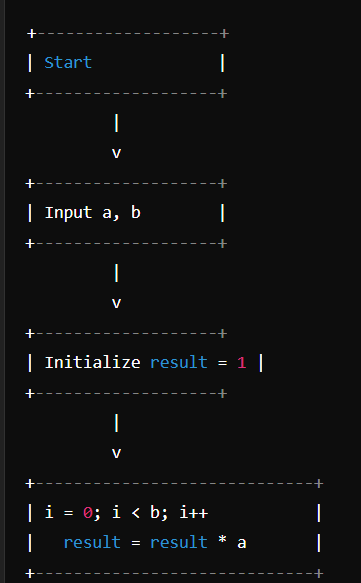 +-------------------+
| Start             |
+-------------------+
        |
        v
+-------------------+
| Input a, b        |
+-------------------+
        |
        v
+-------------------+
| Initialize result = 1 |
+-------------------+
        |
        v
+-----------------------------+
| i = 0; i < b; i++           |
|   result = result * a       |
+-----------------------------+